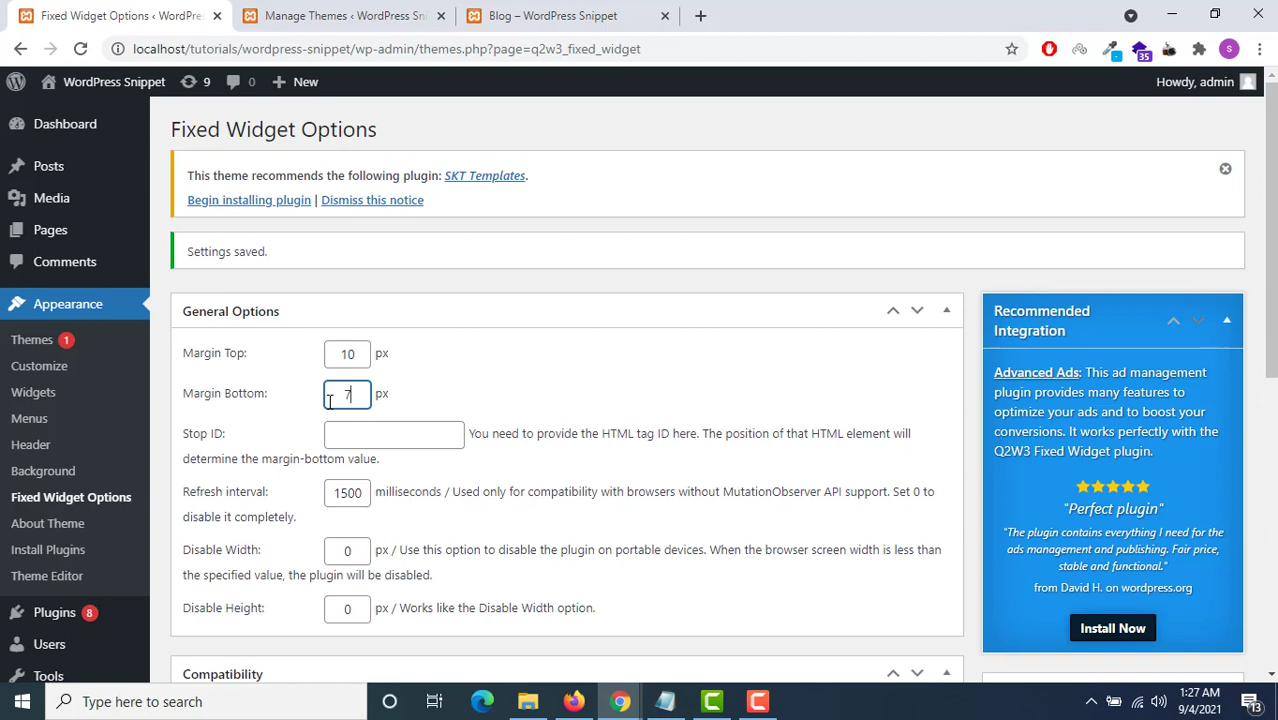 Fixed Widget Options ‹ WordPres
Manage Themes ‹ WordPress Sni
Blog – WordPress Snippet
localhost/tutorials/wordpress-snippet/wp-admin/themes.php?page=q2w3_fixed_widget
35
S
WordPress Snippet
9
0
New
Howdy, admin
Dashboard
Posts
Media
Pages
Comments
Appearance
Themes 1
Customize
Widgets
Menus
Header
Background
Fixed Widget Options
About Theme
Install Plugins
Theme Editor
Plugins 8
Users
Tools
Fixed Widget Options
This theme recommends the following plugin: SKT Templates.
Begin installing plugin | Dismiss this notice
Settings saved.
General Options
Margin Top: 10 px
Margin Bottom: 7 px
Stop ID: You need to provide the HTML tag ID here. The position of that HTML element will
determine the margin-bottom value.
Refresh interval: 1500 milliseconds / Used only for compatibility with browsers without MutationObserver API support. Set 0 to
disable it completely.
Disable Width: 0 px / Use this option to disable the plugin on portable devices. When the browser screen width is less than
the specified value, the plugin will be disabled.
Disable Height: 0 px / Works like the Disable Width option.
Compatibility
Recommended
Integration
Advanced Ads: This ad management
plugin provides many features to
optimize your ads and to boost your
conversions. It works perfectly with the
Q2W3 Fixed Widget plugin.
"Perfect plugin"
"The plugin contains everything I need for the
ads management and publishing. Fair price,
stable and functional."
from David H. on wordpress.org
Install Now
Type here to search
1:27 AM
9/4/2021
13